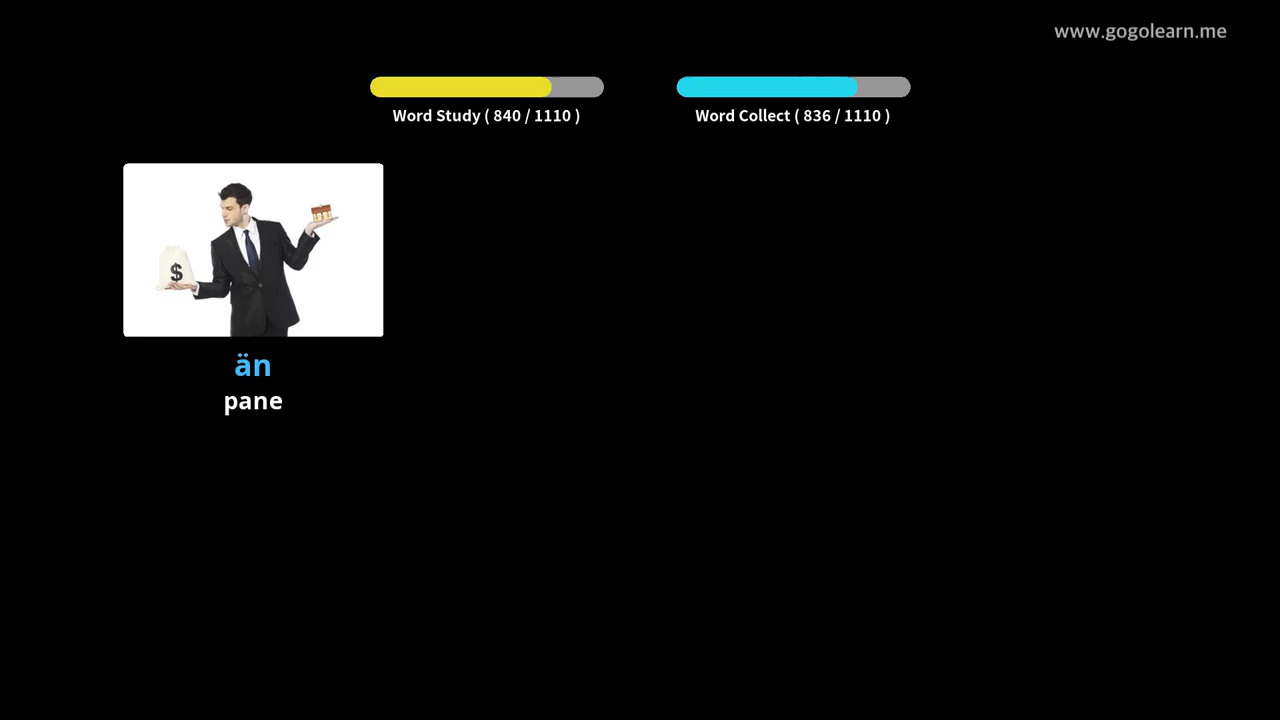 www.gogolearn.me
Word Study ( 840 / 1110 )
Word Collect ( 836 / 1110 )
$
än
pane